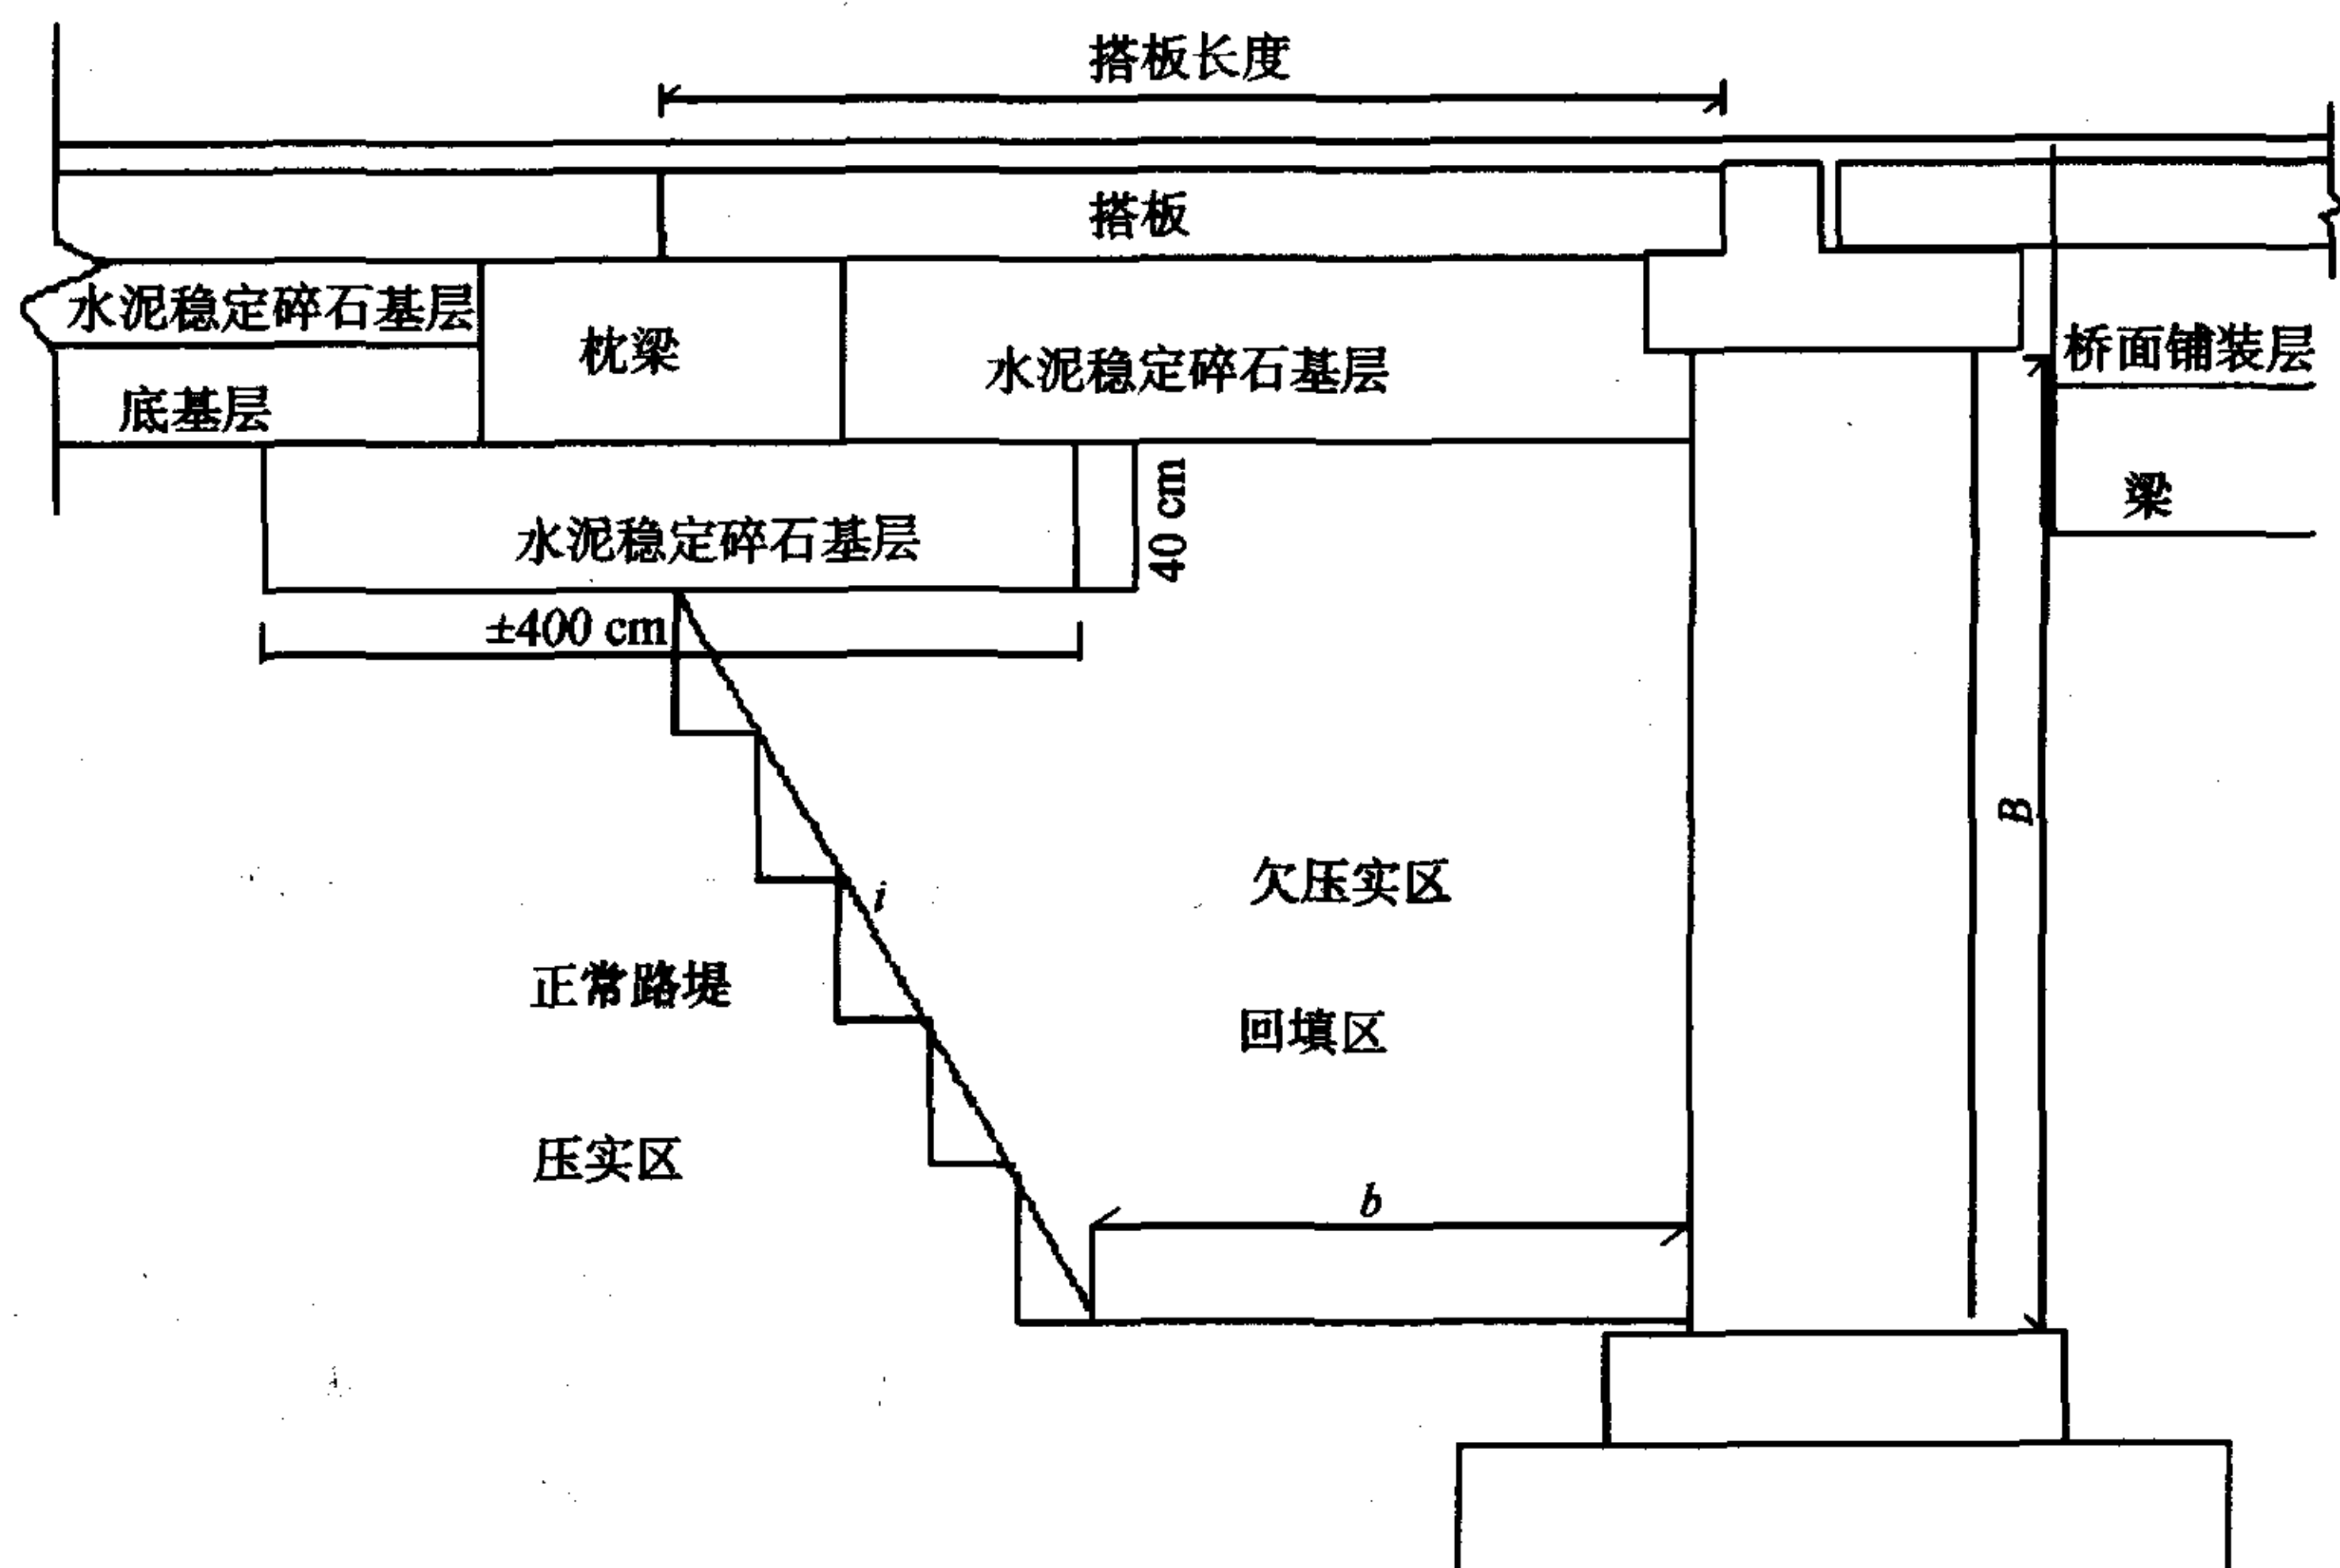 搭板长度
搭板
水泥稳定碎石基层
枕梁
水泥稳定碎石基层
桥面铺装层
底基层
40 cm
梁
水泥稳定碎石基层
±400 cm
B
欠压实区
i
正常路堤
回填区
压实区
b